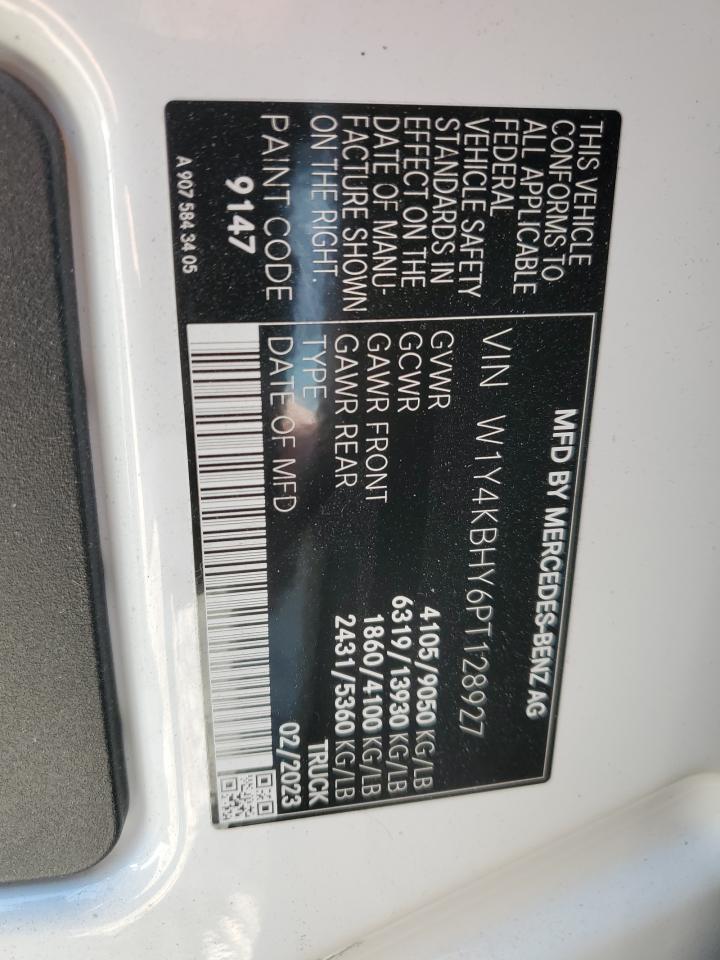 MFD BY MERCEDES-BENZ AG
THIS VEHICLE
CONFORMS TO
ALL APPLICABLE
FEDERAL
VEHICLE SAFETY
STANDARDS IN
EFFECT ON THE
DATE OF MANU-
FACTURE SHOWN
ON THE RIGHT.
PAINT CODE
9147
A 907 584 34 05
VIN W1Y4KBHY6PT128927
GVWR 4105/9050 KG/LB
GCWR 6319/13930 KG/LB
GAWR FRONT 1860/4100 KG/LB
GAWR REAR 2431/5360 KG/LB
TYPE TRUCK
DATE OF MFD 02/2023